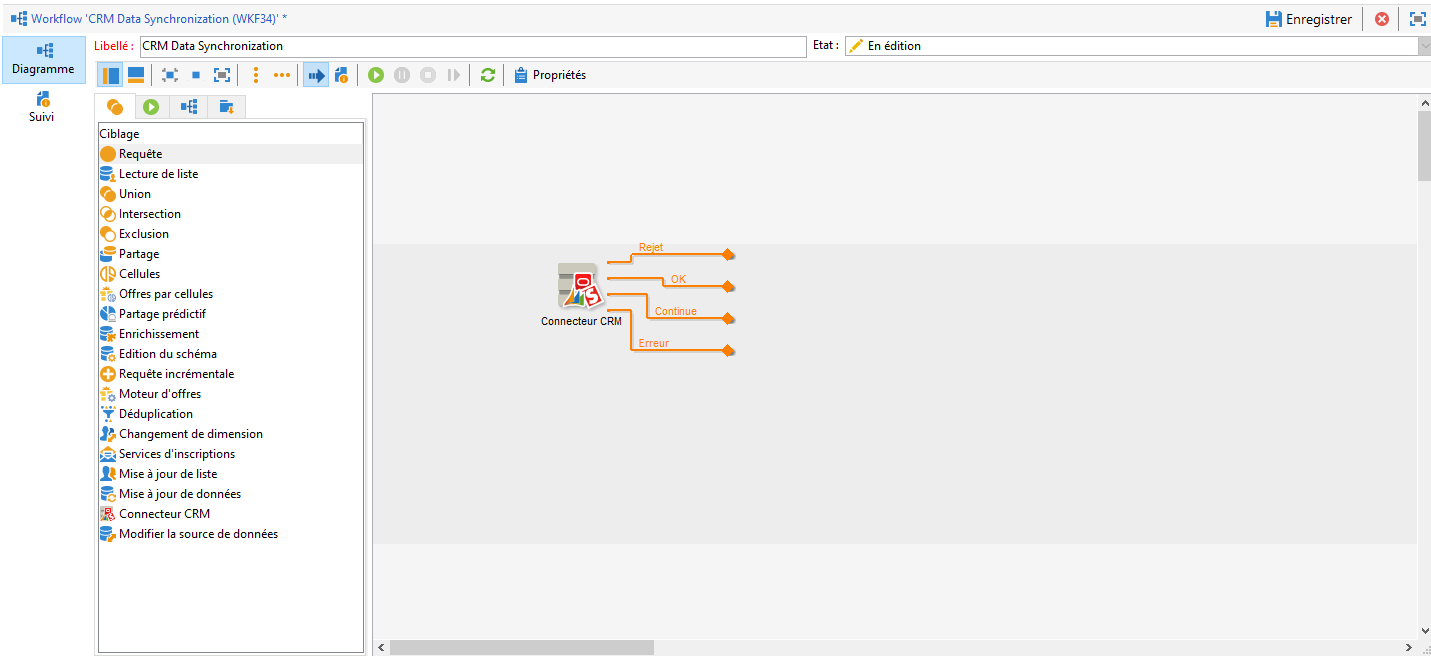 Workflow 'CRM Data Synchronization (WKF34)' *
Enregistrer
Diagramme
Suivi
Libellé :
CRM Data Synchronization
Etat :
En édition
Propriétés
Ciblage
Requête
Lecture de liste
Union
Intersection
Exclusion
Partage
Cellules
Offres par cellules
Partage prédictif
Enrichissement
Edition du schéma
Requête incrémentale
Moteur d'offres
Déduplication
Changement de dimension
Services d'inscriptions
Mise à jour de liste
Mise à jour de données
Connecteur CRM
Modifier la source de données
Rejet
OK
Continue
Erreur
Connecteur CRM